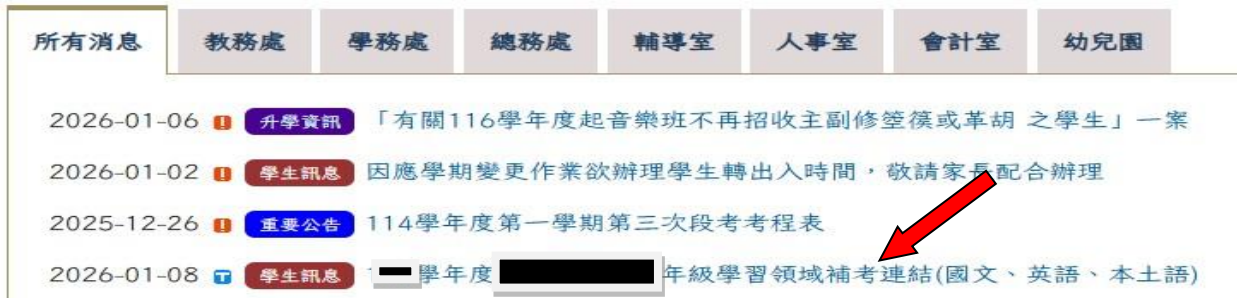 所有消息 教務處 學務處 總務處 輔導室 人事室 會計室 幼兒園
2026-01-06 升學資訊 「有關116學年度起音樂班不再招收主副修箜篌或革胡 之學生」一案
2026-01-02 學生訊息 因應學期變更作業欲辦理學生轉出入時間，敬請家長配合辦理
2025-12-26 重要公告 114學年度第一學期第三次段考考程表
2026-01-08 學生訊息 學年度 年級學習領域補考連結(國文、英語、本土語)